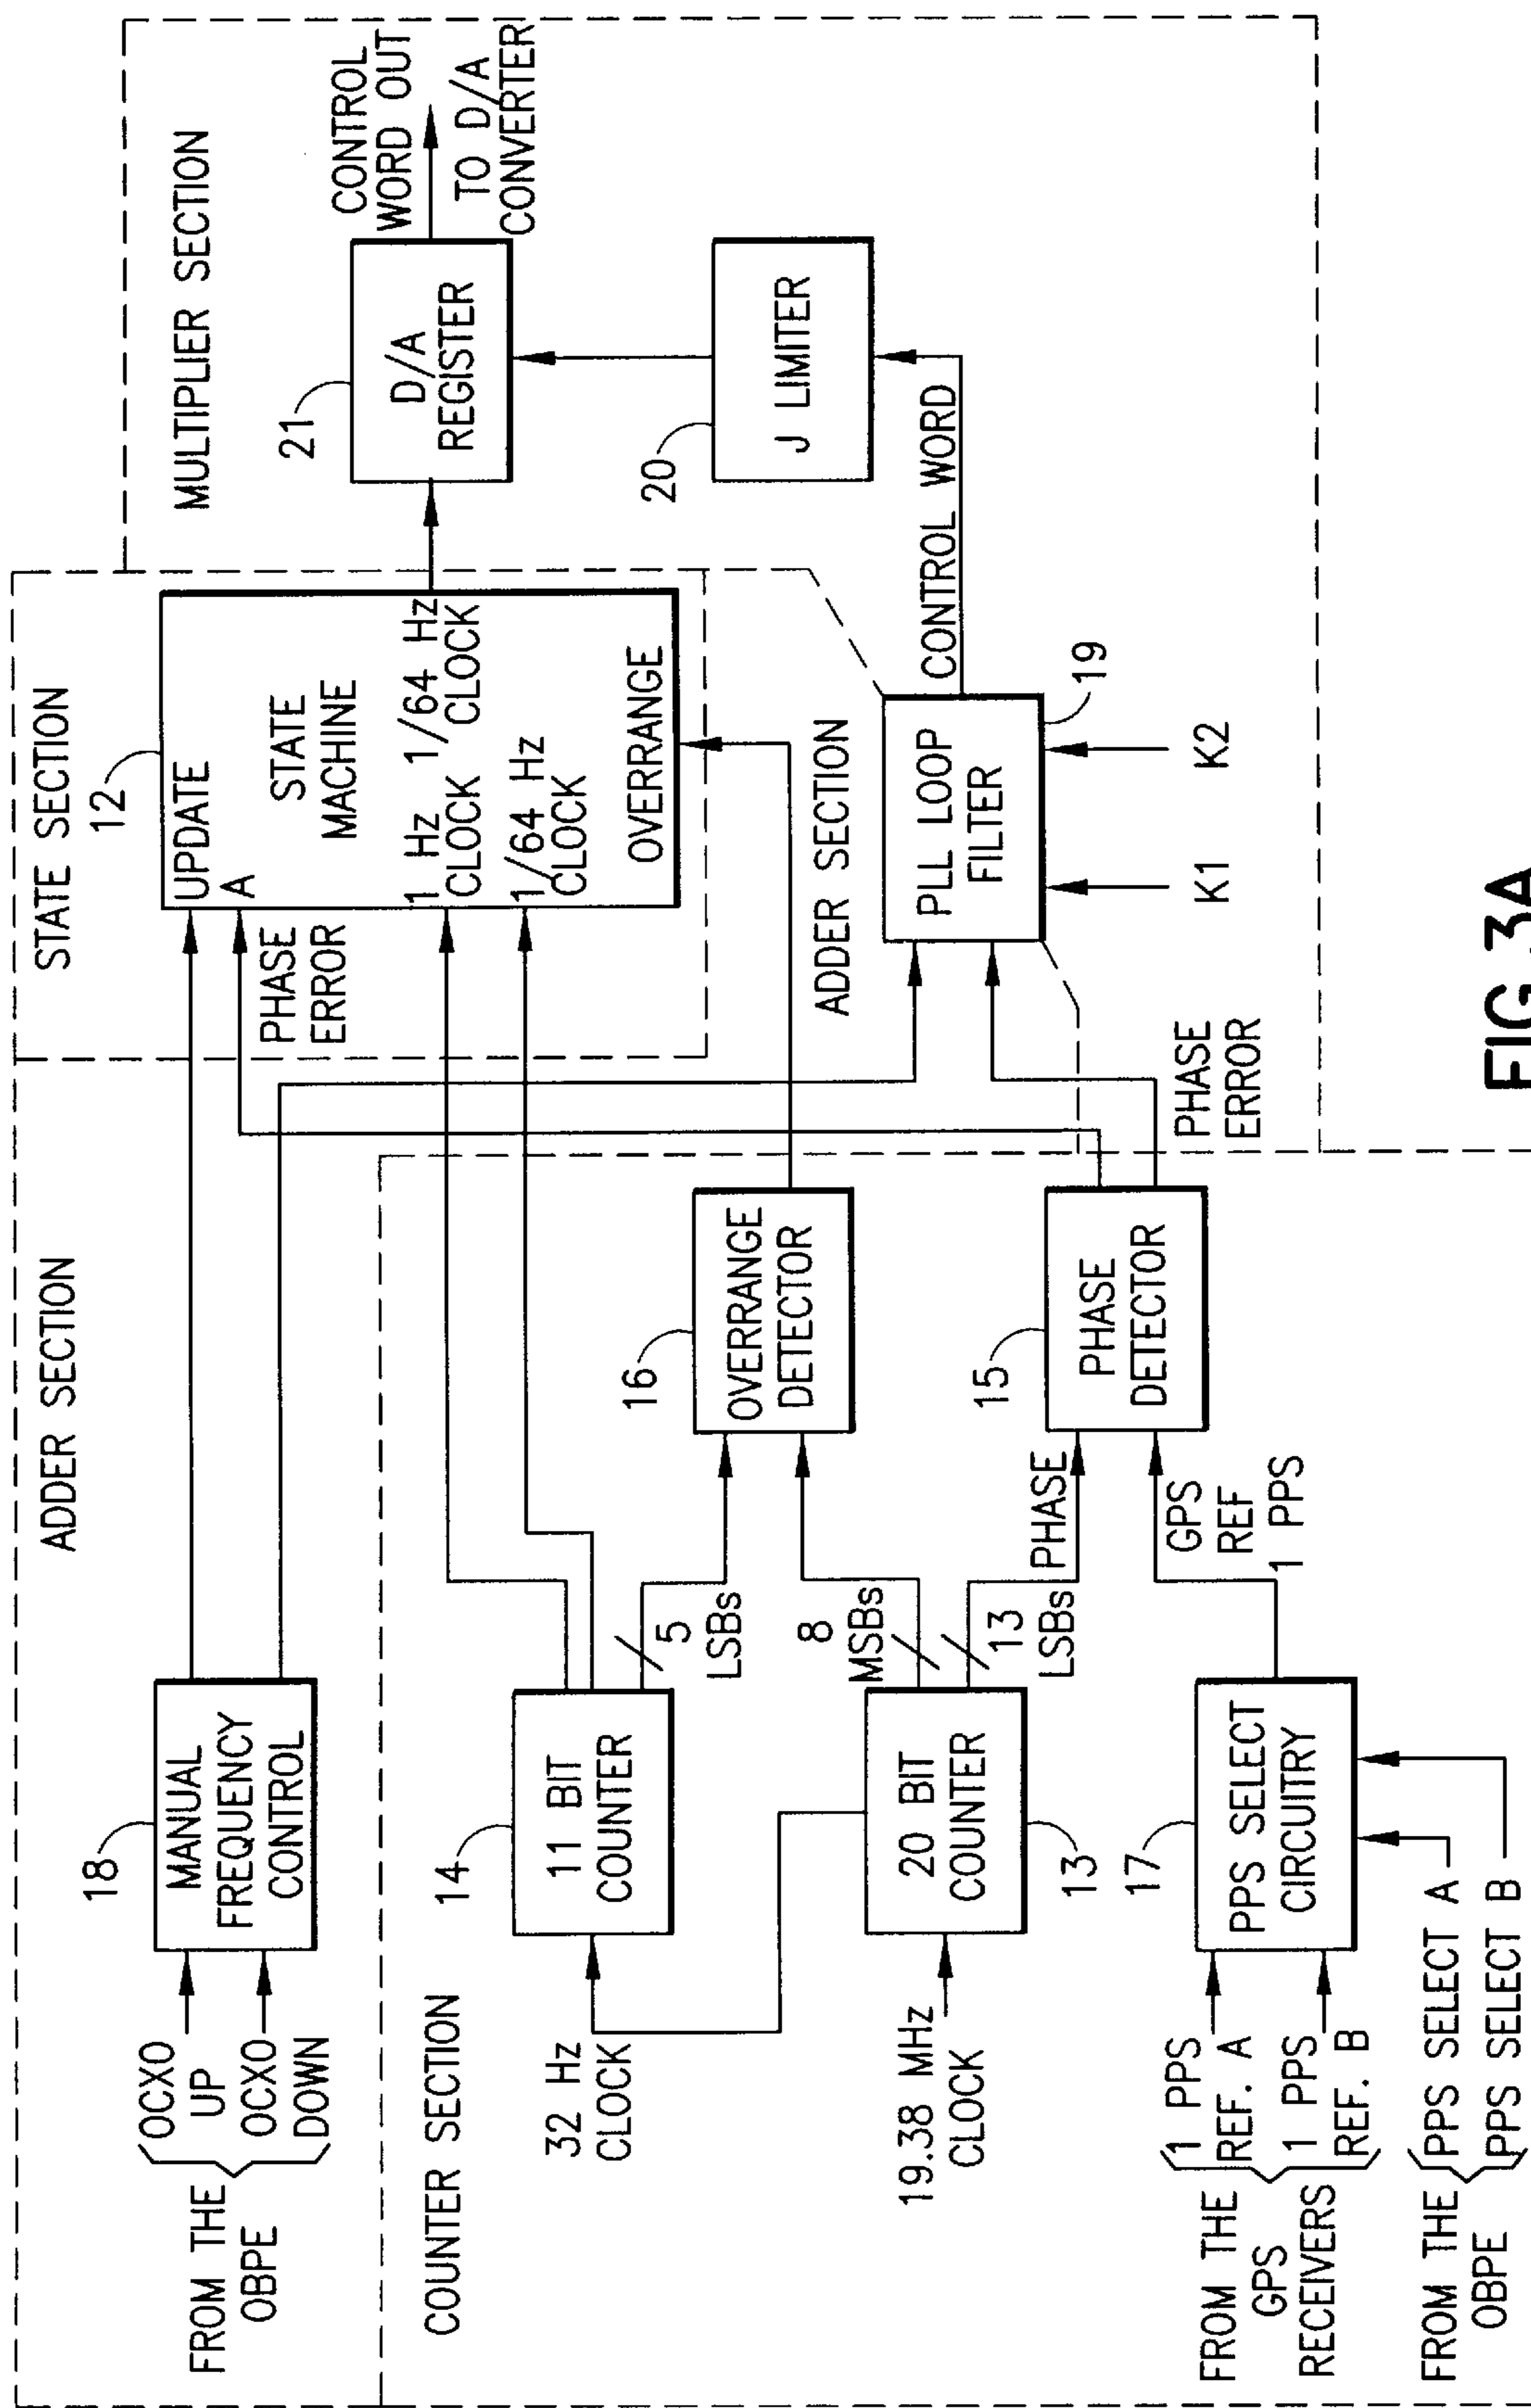 ADDER SECTION
STATE SECTION
MULTIPLIER SECTION
FROM THE
OBPE
OCXO
UP
OCXO
DOWN
18
MANUAL
FREQUENCY
CONTROL
12
UPDATE
A
STATE
MACHINE
1 Hz 1/64 Hz
CLOCK CLOCK
1/64 Hz
CLOCK
OVERRANGE
PHASE
ERROR
21
D/A
REGISTER
CONTROL
WORD OUT
TO D/A
CONVERTER
COUNTER SECTION
32 Hz
CLOCK
14
11 BIT
COUNTER
5
LSBs
16
OVERRANGE
DETECTOR
20
J LIMITER
19.38 MHz
CLOCK
20 BIT
COUNTER
13
8
MSBs
13
LSBs
PHASE
15
PHASE
DETECTOR
ADDER SECTION
PLL LOOP
FILTER
19
CONTROL WORD
K1
K2
PHASE
ERROR
FROM THE
GPS
RECEIVERS
1 PPS
REF. A
1 PPS
REF. B
17
PPS SELECT
CIRCUITRY
GPS
REF
1 PPS
FROM THE
OBPE
PPS SELECT A
PPS SELECT B
FIG.3A